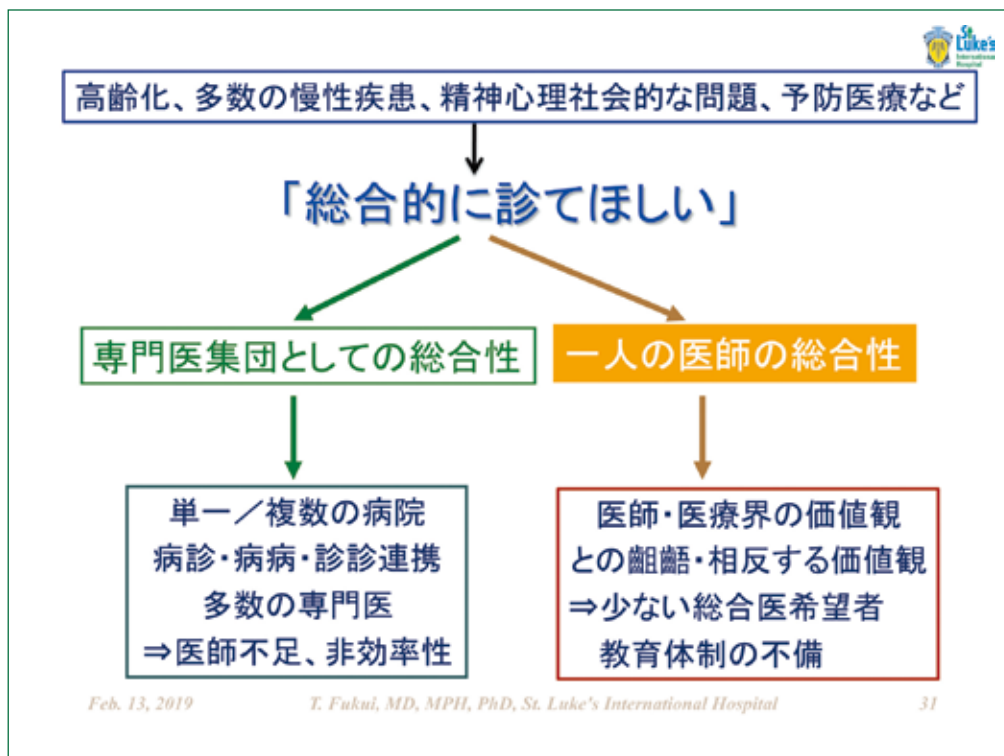 St. Luke's
International
Hospital
高齢化、多数の慢性疾患、精神心理社会的な問題、予防医療など
「総合的に診てほしい」
専門医集団としての総合性
一人の医師の総合性
単一／複数の病院
病診・病病・診診連携
多数の専門医
⇒医師不足、非効率性
医師・医療界の価値観
との齟齬・相反する価値観
⇒少ない総合医希望者
教育体制の不備
Feb. 13, 2019
T. Fukui, MD, MPH, PhD, St. Luke's International Hospital
31